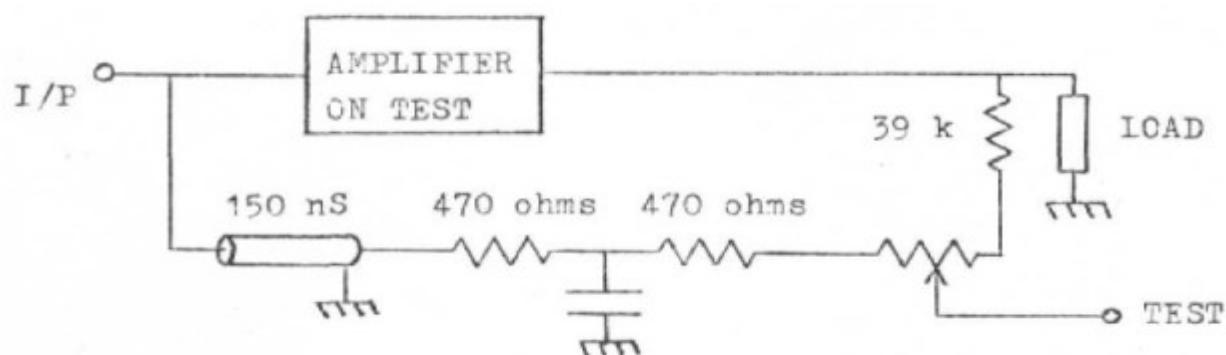 AMPLIFIER
ON TEST
I/P
39 k
LOAD
150 nS
470 ohms
470 ohms
TEST